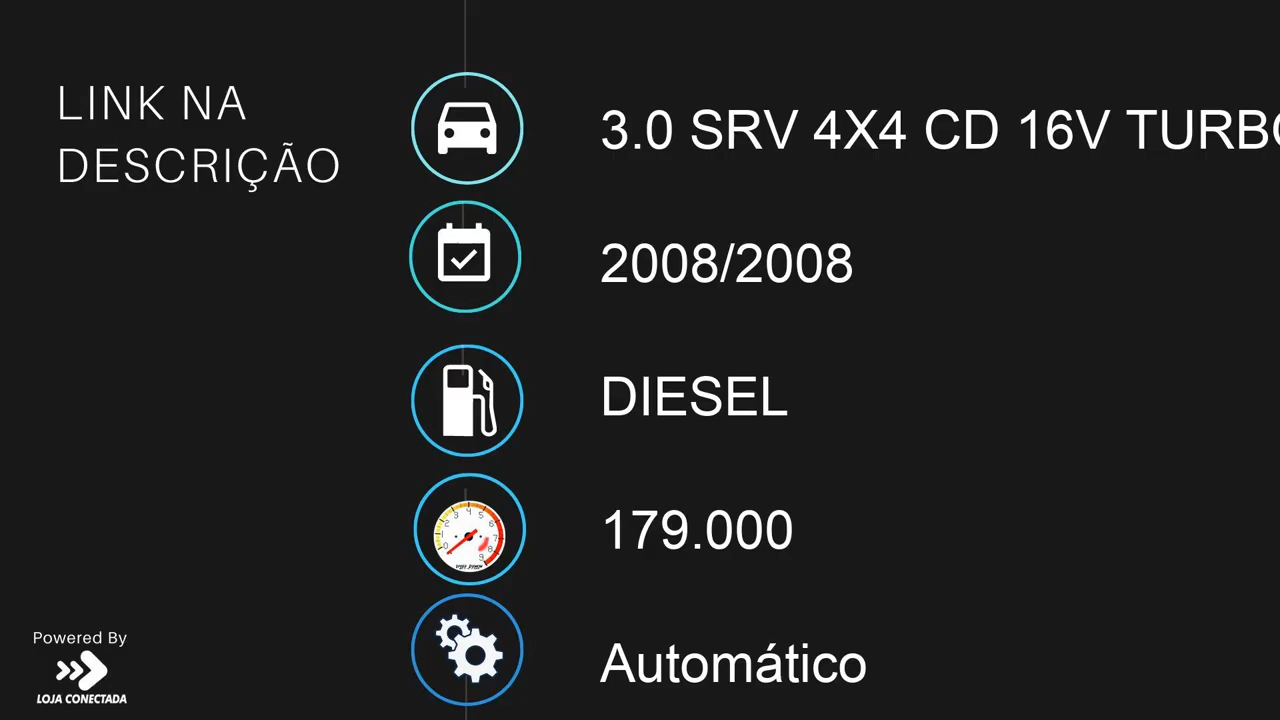 LINK NA
DESCRIÇÃO
3.0 SRV 4X4 CD 16V TURBO
2008/2008
DIESEL
179.000
Automático
Powered By
LOJA CONECTADA